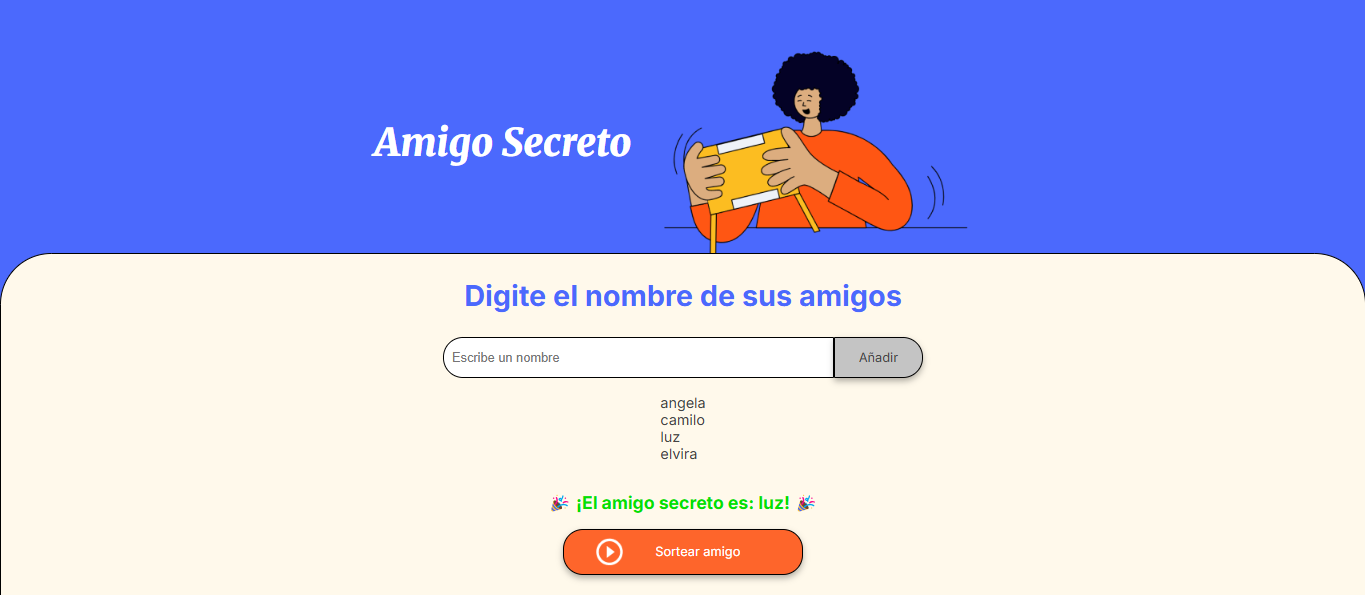 Amigo Secreto
Digite el nombre de sus amigos
Escribe un nombre
Añadir
angela
camilo
luz
elvira
🎉 ¡El amigo secreto es: luz! 🎉
Sortear amigo